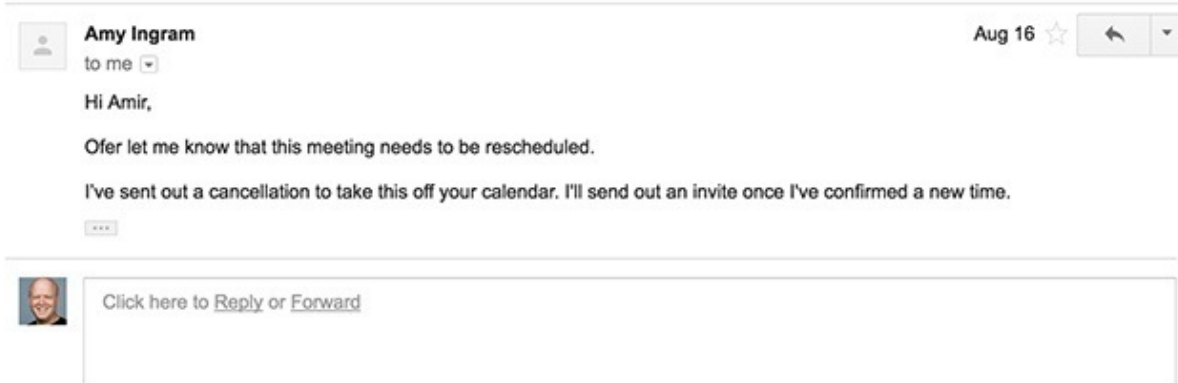 Amy Ingram
Aug 16
to me
Hi Amir,
Ofer let me know that this meeting needs to be rescheduled.
I've sent out a cancellation to take this off your calendar. I'll send out an invite once I've confirmed a new time.
Click here to Reply or Forward